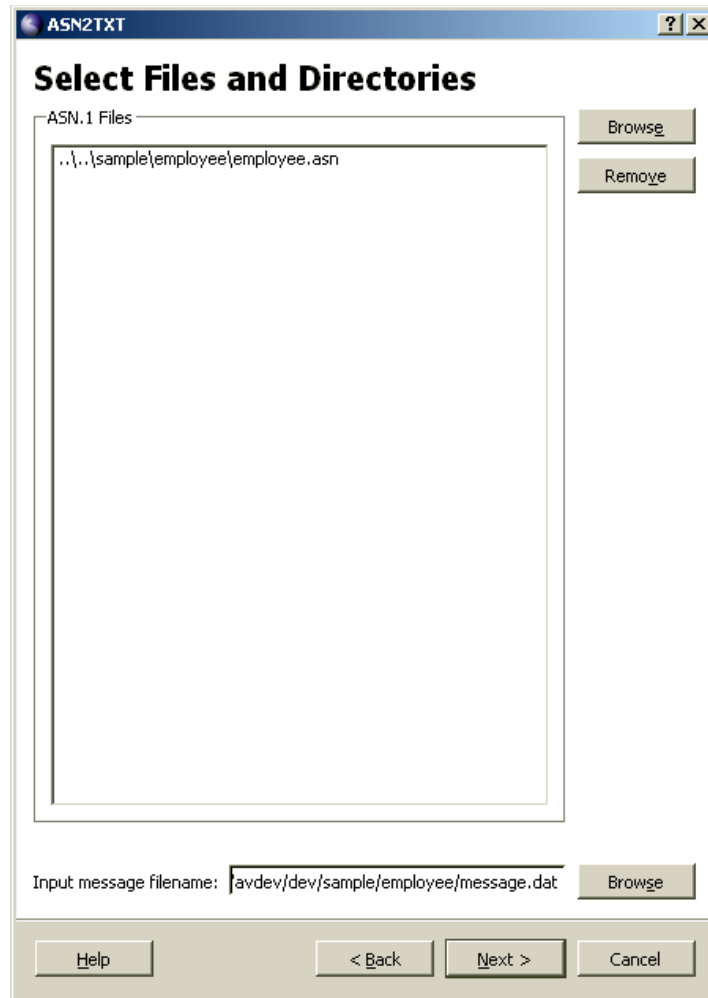 ASN2TXT
Select Files and Directories
ASN.1 Files
Browse
..\..\sample\employee\employee.asn
Remove
Input message filename: avdev/dev/sample/employee/message.dat Browse
Help < Back Next > Cancel